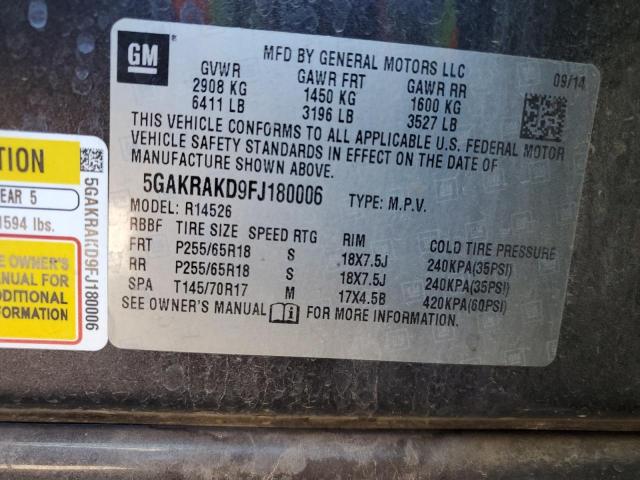 GM
MFD BY GENERAL MOTORS LLC
09/14
GVWR GAWR FRT GAWR RR
2908 KG 1450 KG 1600 KG
6411 LB 3196 LB 3527 LB
THIS VEHICLE CONFORMS TO ALL APPLICABLE U.S. FEDERAL MOTOR
VEHICLE SAFETY STANDARDS IN EFFECT ON THE DATE OF
MANUFACTURE SHOWN ABOVE.
5GAKRAKD9FJ180006 TYPE: M.P.V.
MODEL: R14526
RBBF TIRE SIZE SPEED RTG RIM COLD TIRE PRESSURE
FRT P255/65R18 S 18X7.5J 240KPA(35PSI)
RR P255/65R18 S 18X7.5J 240KPA(35PSI)
SPA T145/70R17 M 17X4.5B 420KPA(60PSI)
SEE OWNER'S MANUAL FOR MORE INFORMATION.
TION
EAR 5
1594 lbs.
E OWNER'S
ANUAL FOR
DDITIONAL
FORMATION
5GAKRAKD9FJ180006